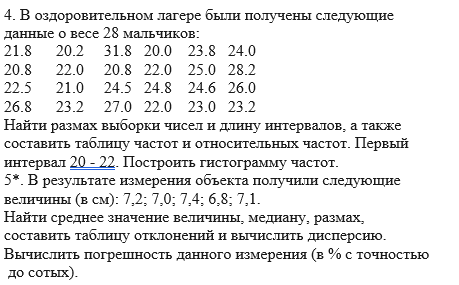 4. В оздоровительном лагере были получены следующие
данные о весе 28 мальчиков:
21.8 20.2 31.8 20.0 23.8 24.0
20.8 22.0 20.8 22.0 25.0 28.2
22.5 21.0 24.5 24.8 24.6 26.0
26.8 23.2 27.0 22.0 23.0 23.2
Найти размах выборки чисел и длину интервалов, а также
составить таблицу частот и относительных частот. Первый
интервал 20 - 22. Построить гистограмму частот.
5*. В результате измерения объекта получили следующие
величины (в см): 7,2; 7,0; 7,4; 6,8; 7,1.
Найти среднее значение величины, медиану, размах,
составить таблицу отклонений и вычислить дисперсию.
Вычислить погрешность данного измерения (в % с точностью
до сотых).